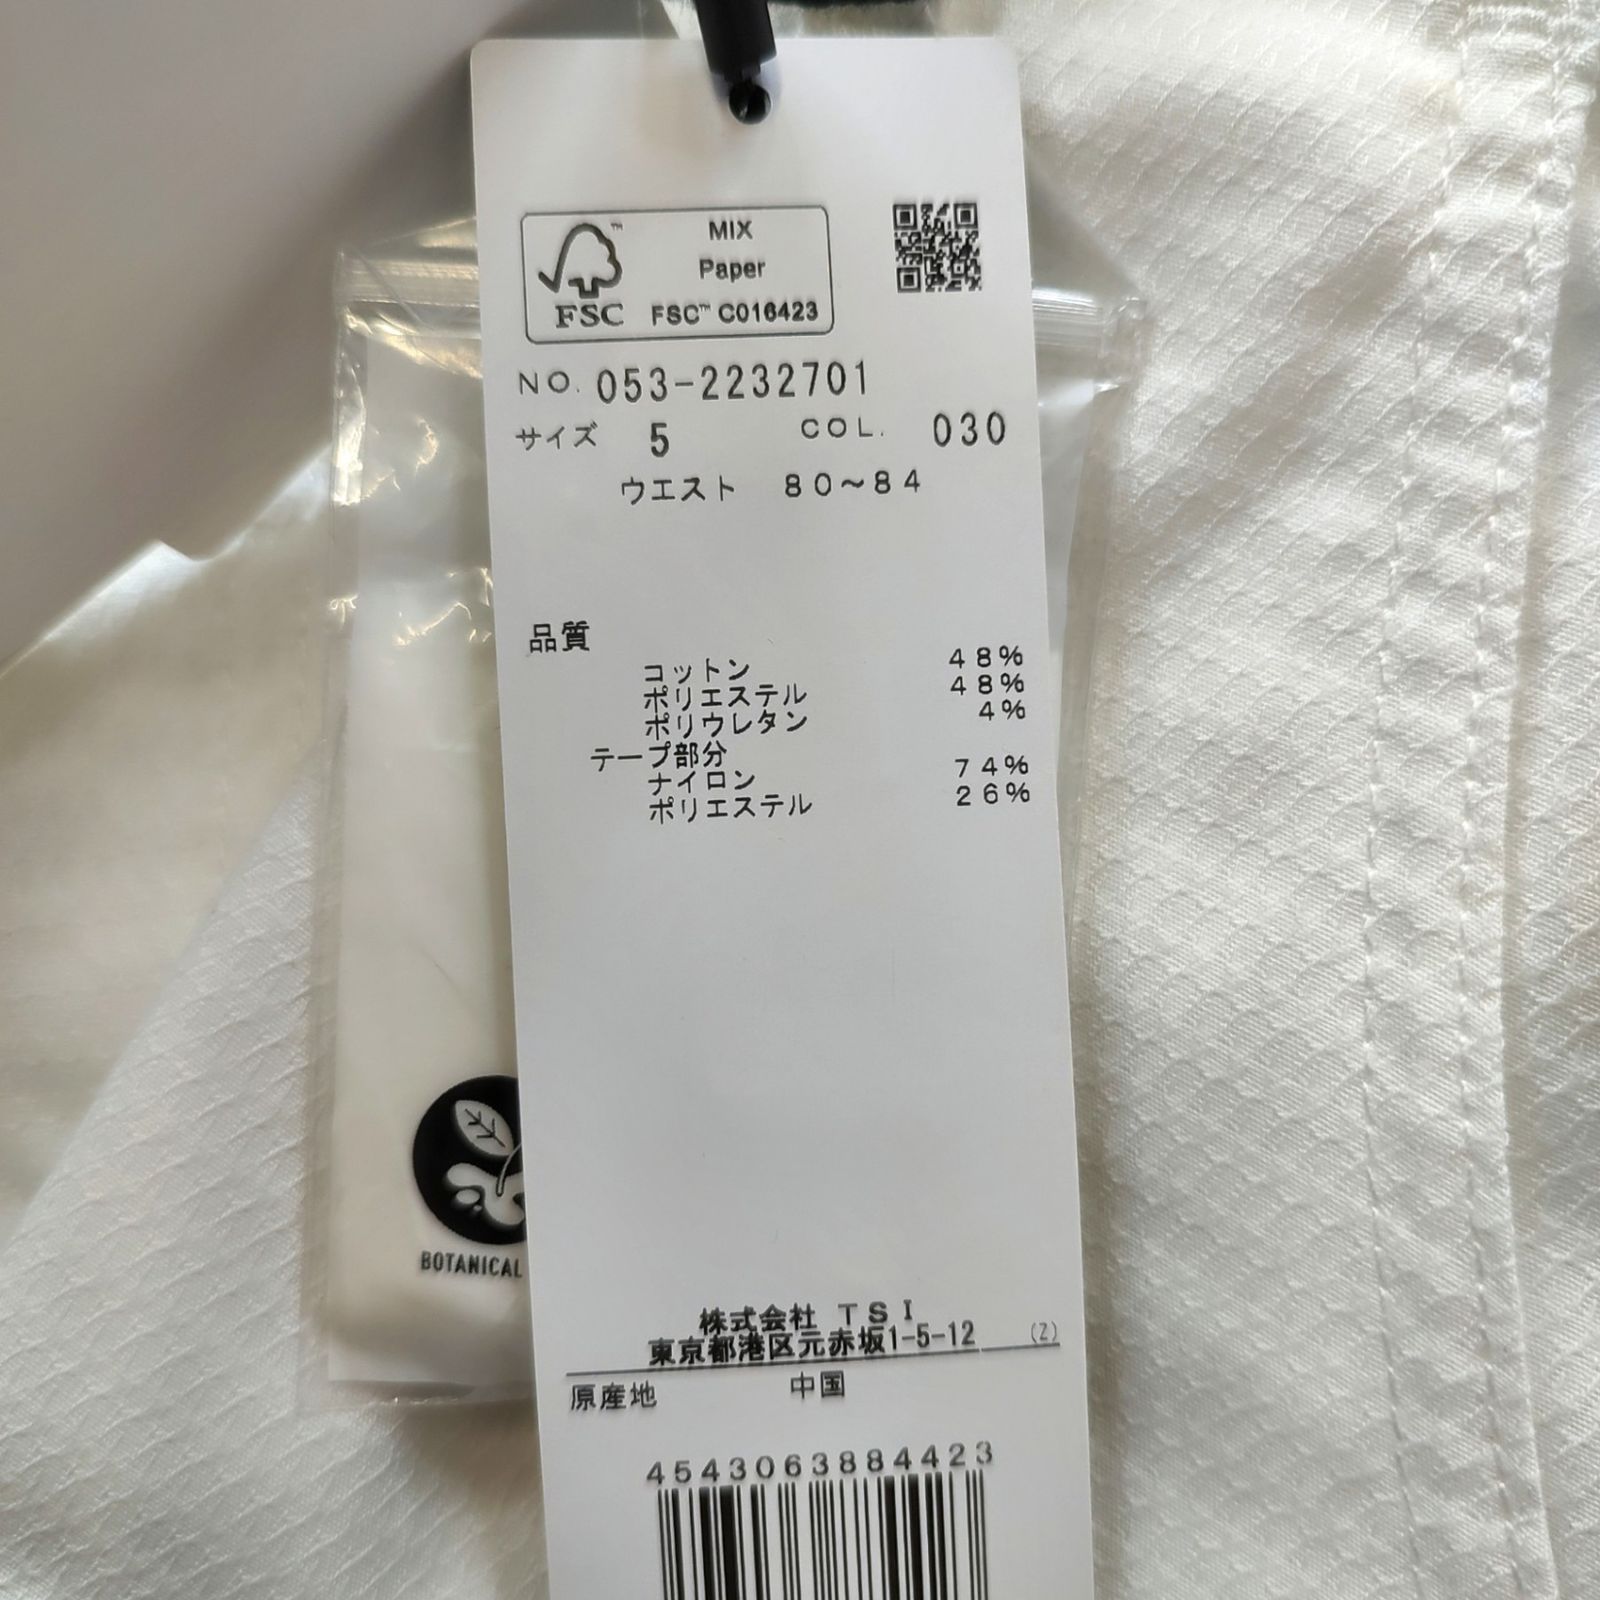 MIX
Paper
FSC™ C016423
FSC
NO. 053-2232701
サイズ 5 COL. 030
ウエスト 80～84
品質
コットン 48%
ポリエステル 48%
ポリウレタン 4%
テープ部分
ナイロン 74%
ポリエステル 26%
BOTANICAL
株式会社 TSI
東京都港区元赤坂1-5-12 (Z)
原産地 中国
4543063884423